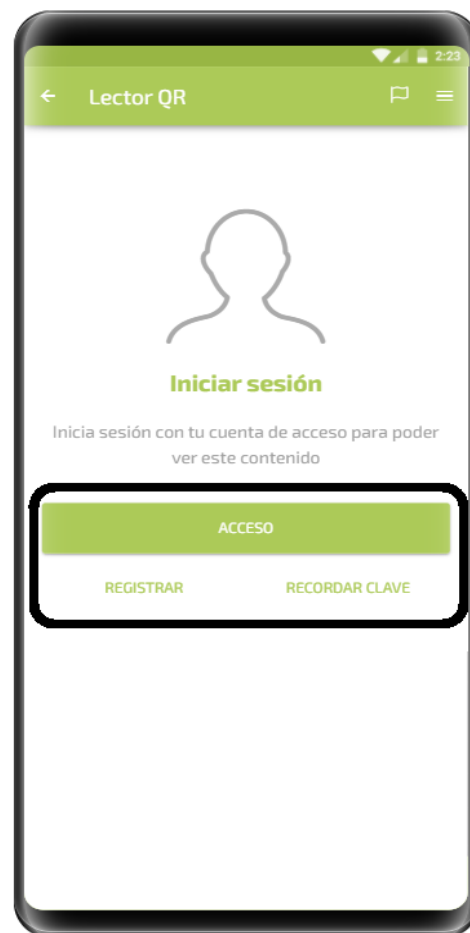 2:23
Lector QR
Iniciar sesión
Inicia sesión con tu cuenta de acceso para poder
ver este contenido
ACCESO
REGISTRAR RECORDAR CLAVE